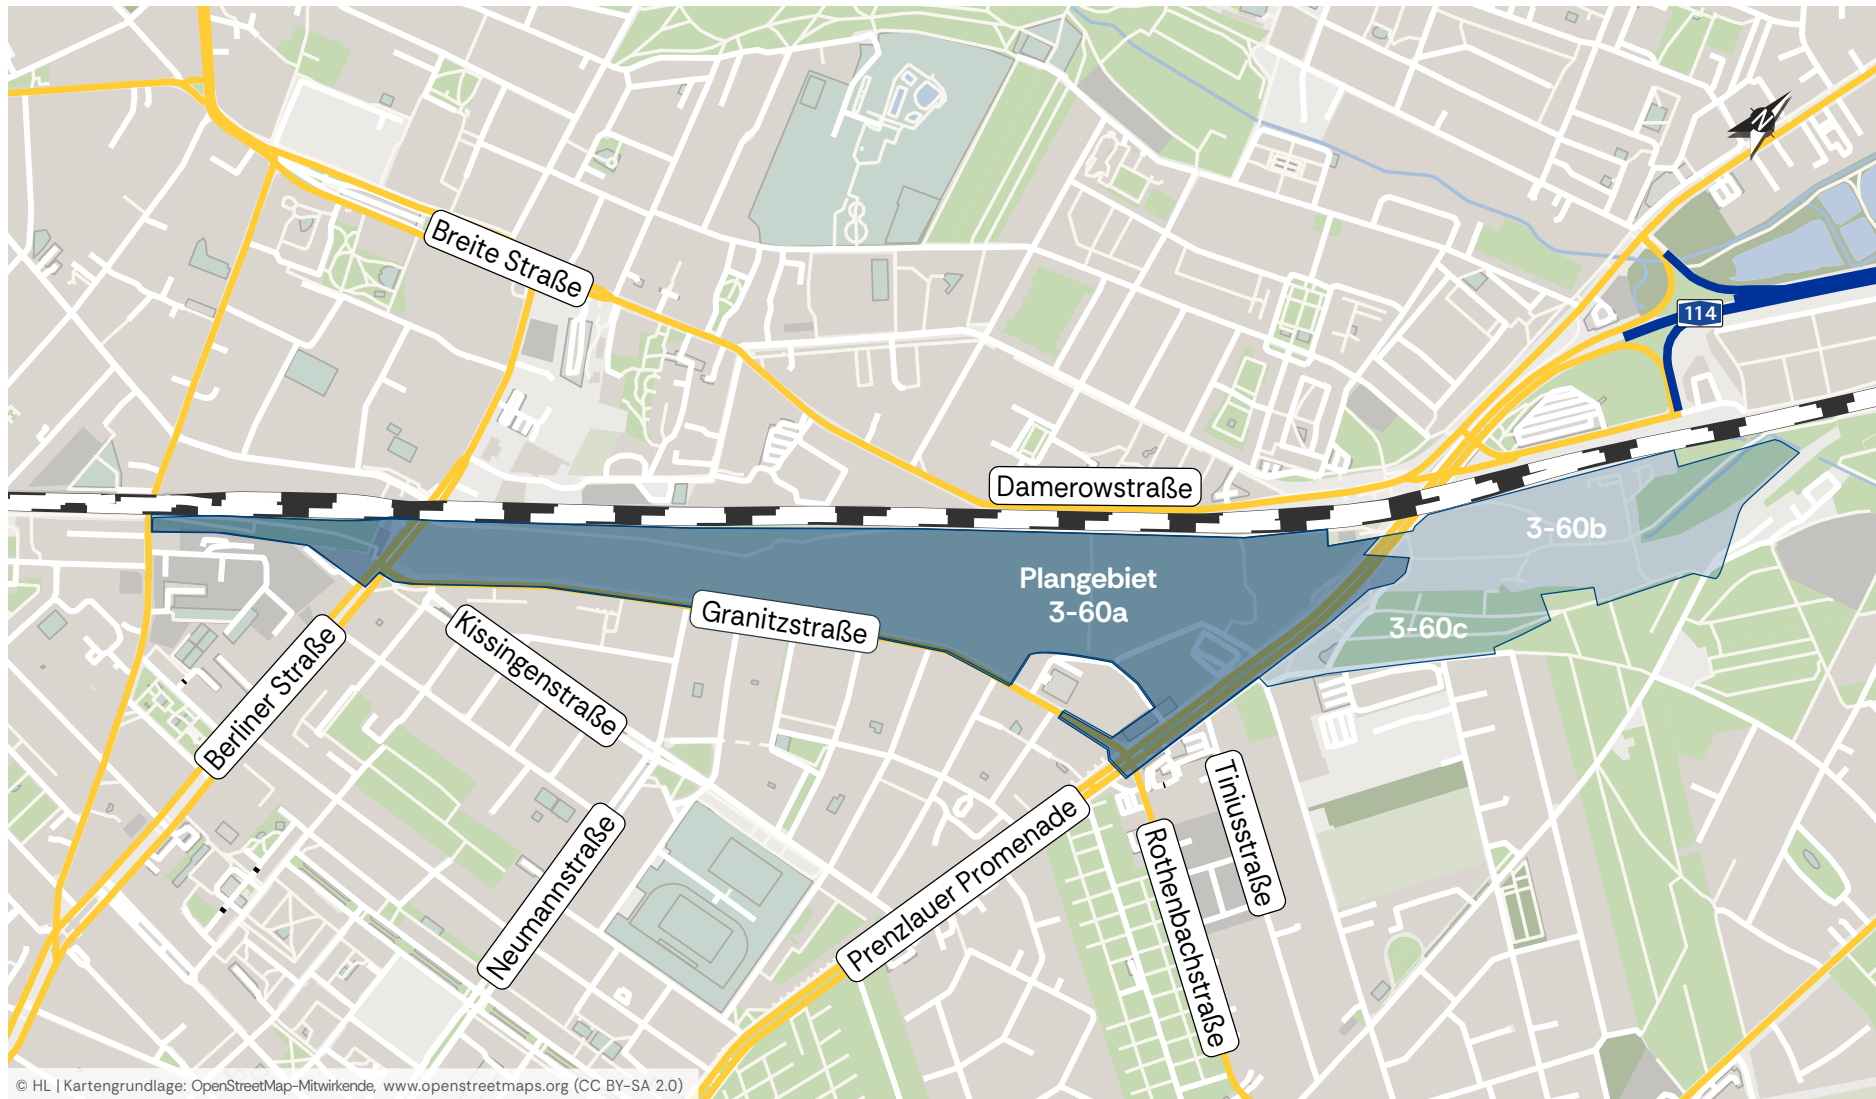 N
Breite Straße
114
Damerowstraße
3-60b
Plangebiet
3-60a
Granitzstraße
3-60c
Kissingenstraße
Berliner Straße
Tiniusstraße
Prenzlauer Promenade
Neumannstraße
Rothenbachstraße
© HL | Kartengrundlage: OpenStreetMap-Mitwirkende, www.openstreetmaps.org (CC BY-SA 2.0)